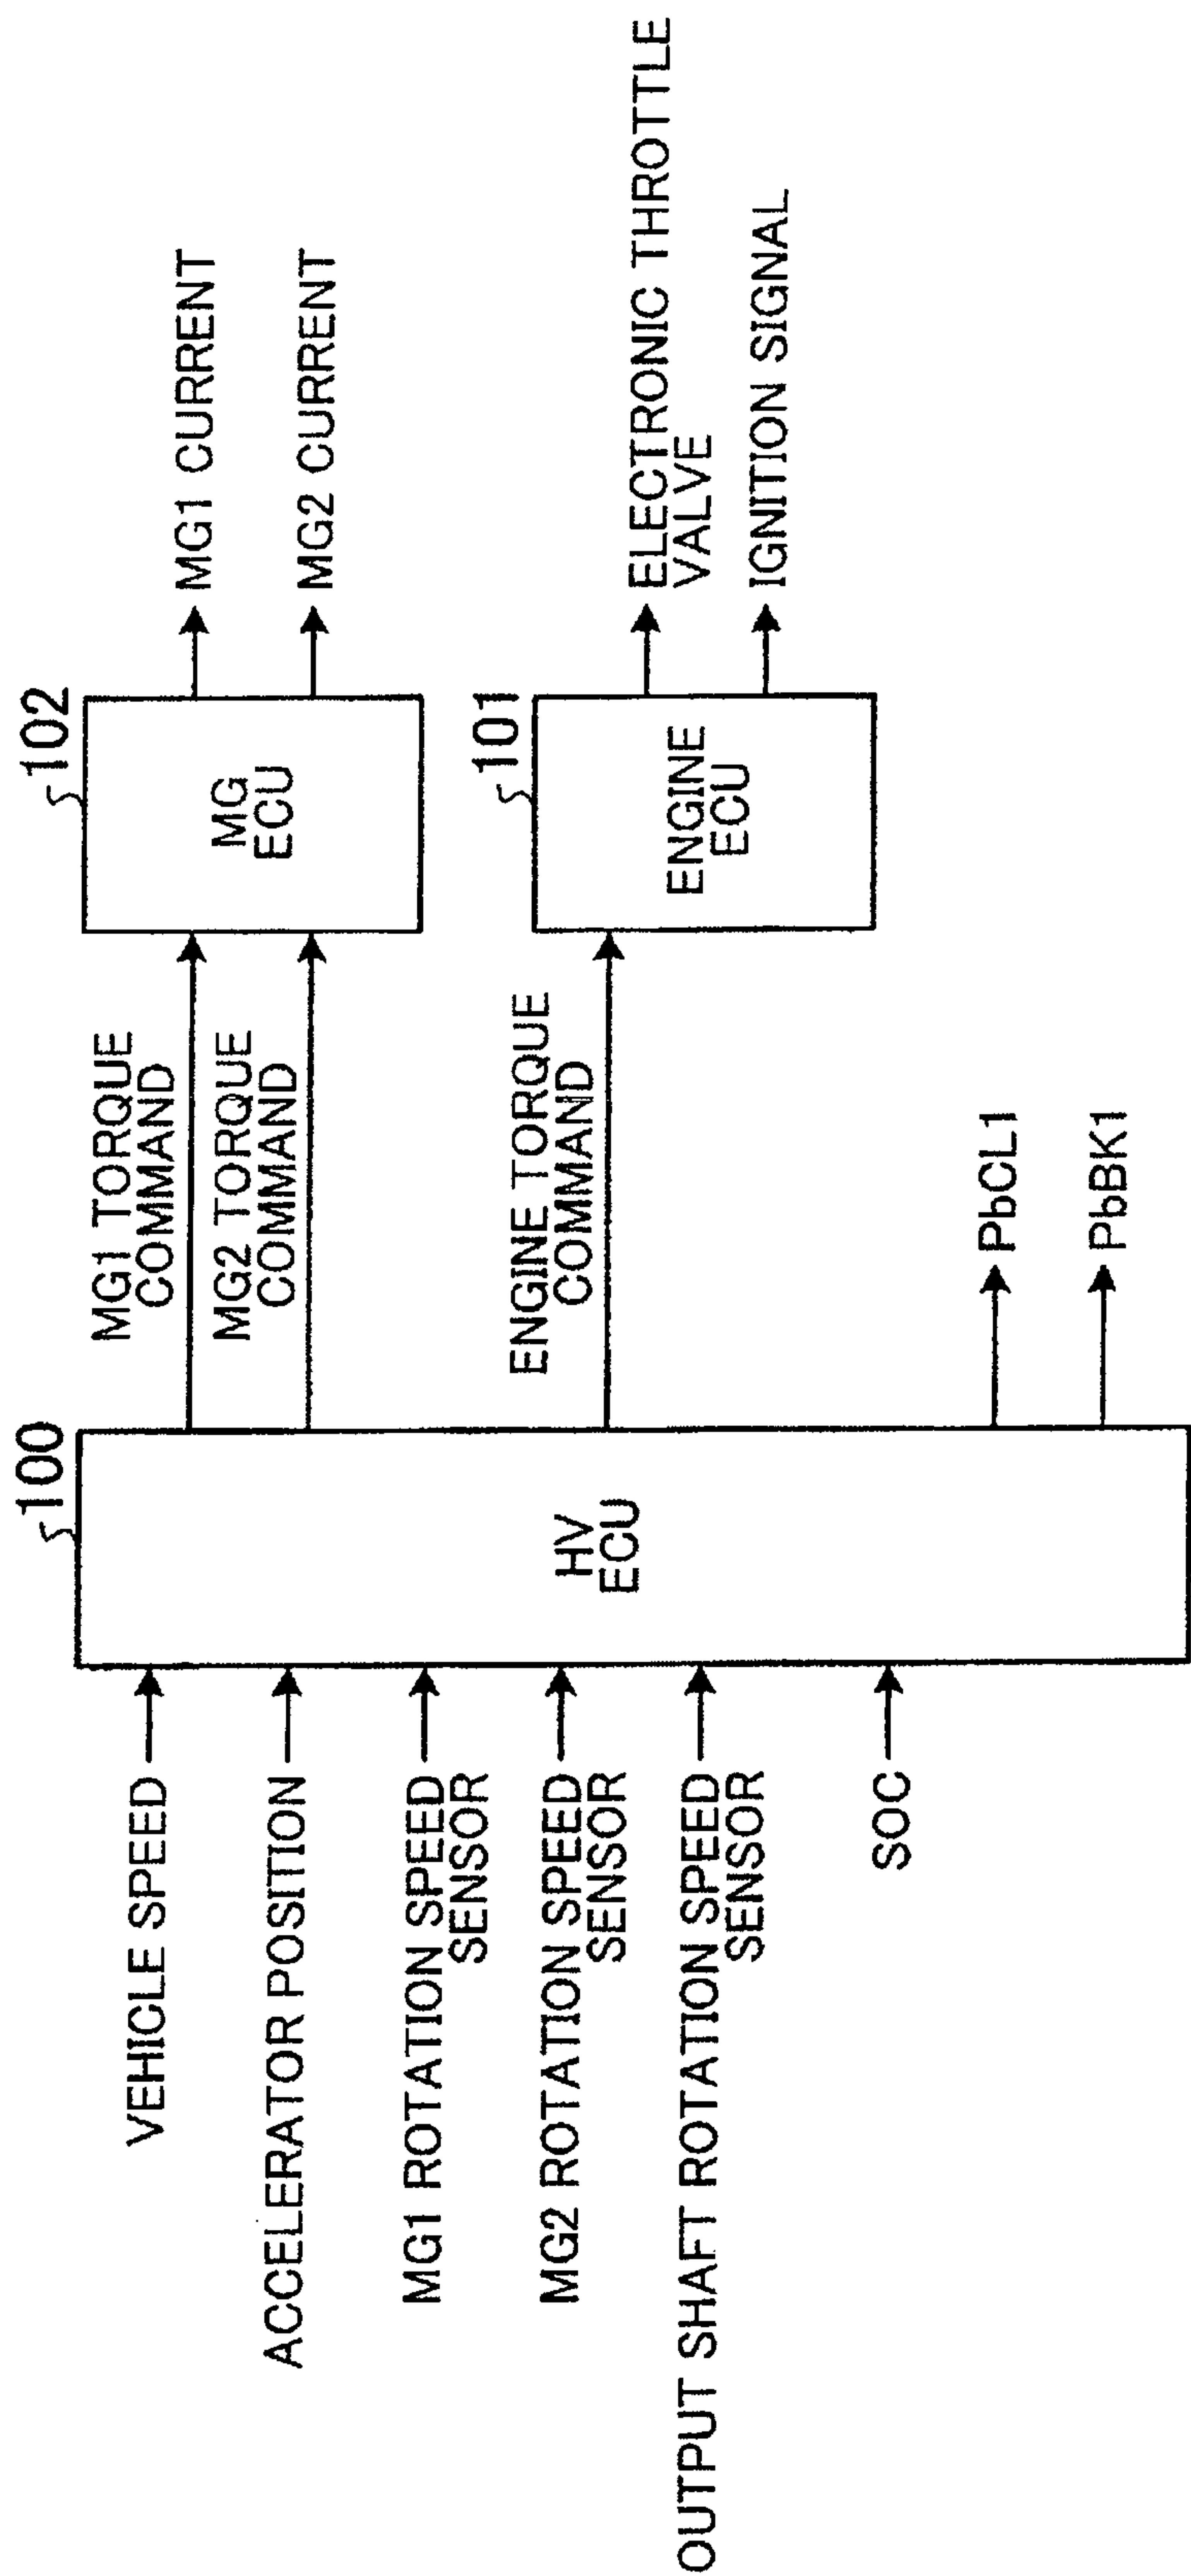 VEHICLE SPEED
ACCELERATOR POSITION
MG1 ROTATION SPEED
SENSOR
MG2 ROTATION SPEED
SENSOR
OUTPUT SHAFT ROTATION SPEED
SENSOR
SOC
100
HV
ECU
MG1 TORQUE
COMMAND
MG2 TORQUE
COMMAND
ENGINE TORQUE
COMMAND
PbCL1
PbBK1
102
MG
ECU
101
ENGINE
ECU
MG1 CURRENT
MG2 CURRENT
ELECTRONIC THROTTLE
VALVE
IGNITION SIGNAL